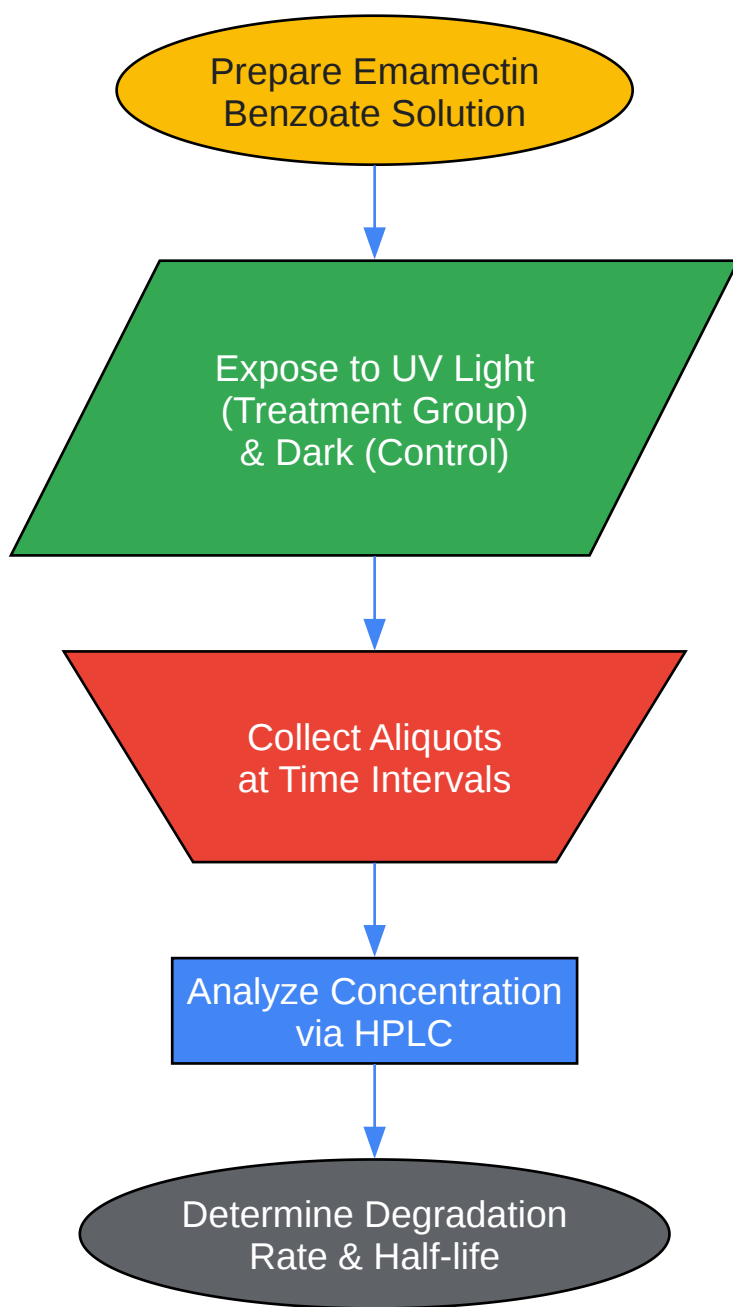 Prepare Emamectin
Benzoate Solution
Expose to UV Light
(Treatment Group)
& Dark (Control)
Collect Aliquots
at Time Intervals
Analyze Concentration
via HPLC
Determine Degradation
Rate & Half-life